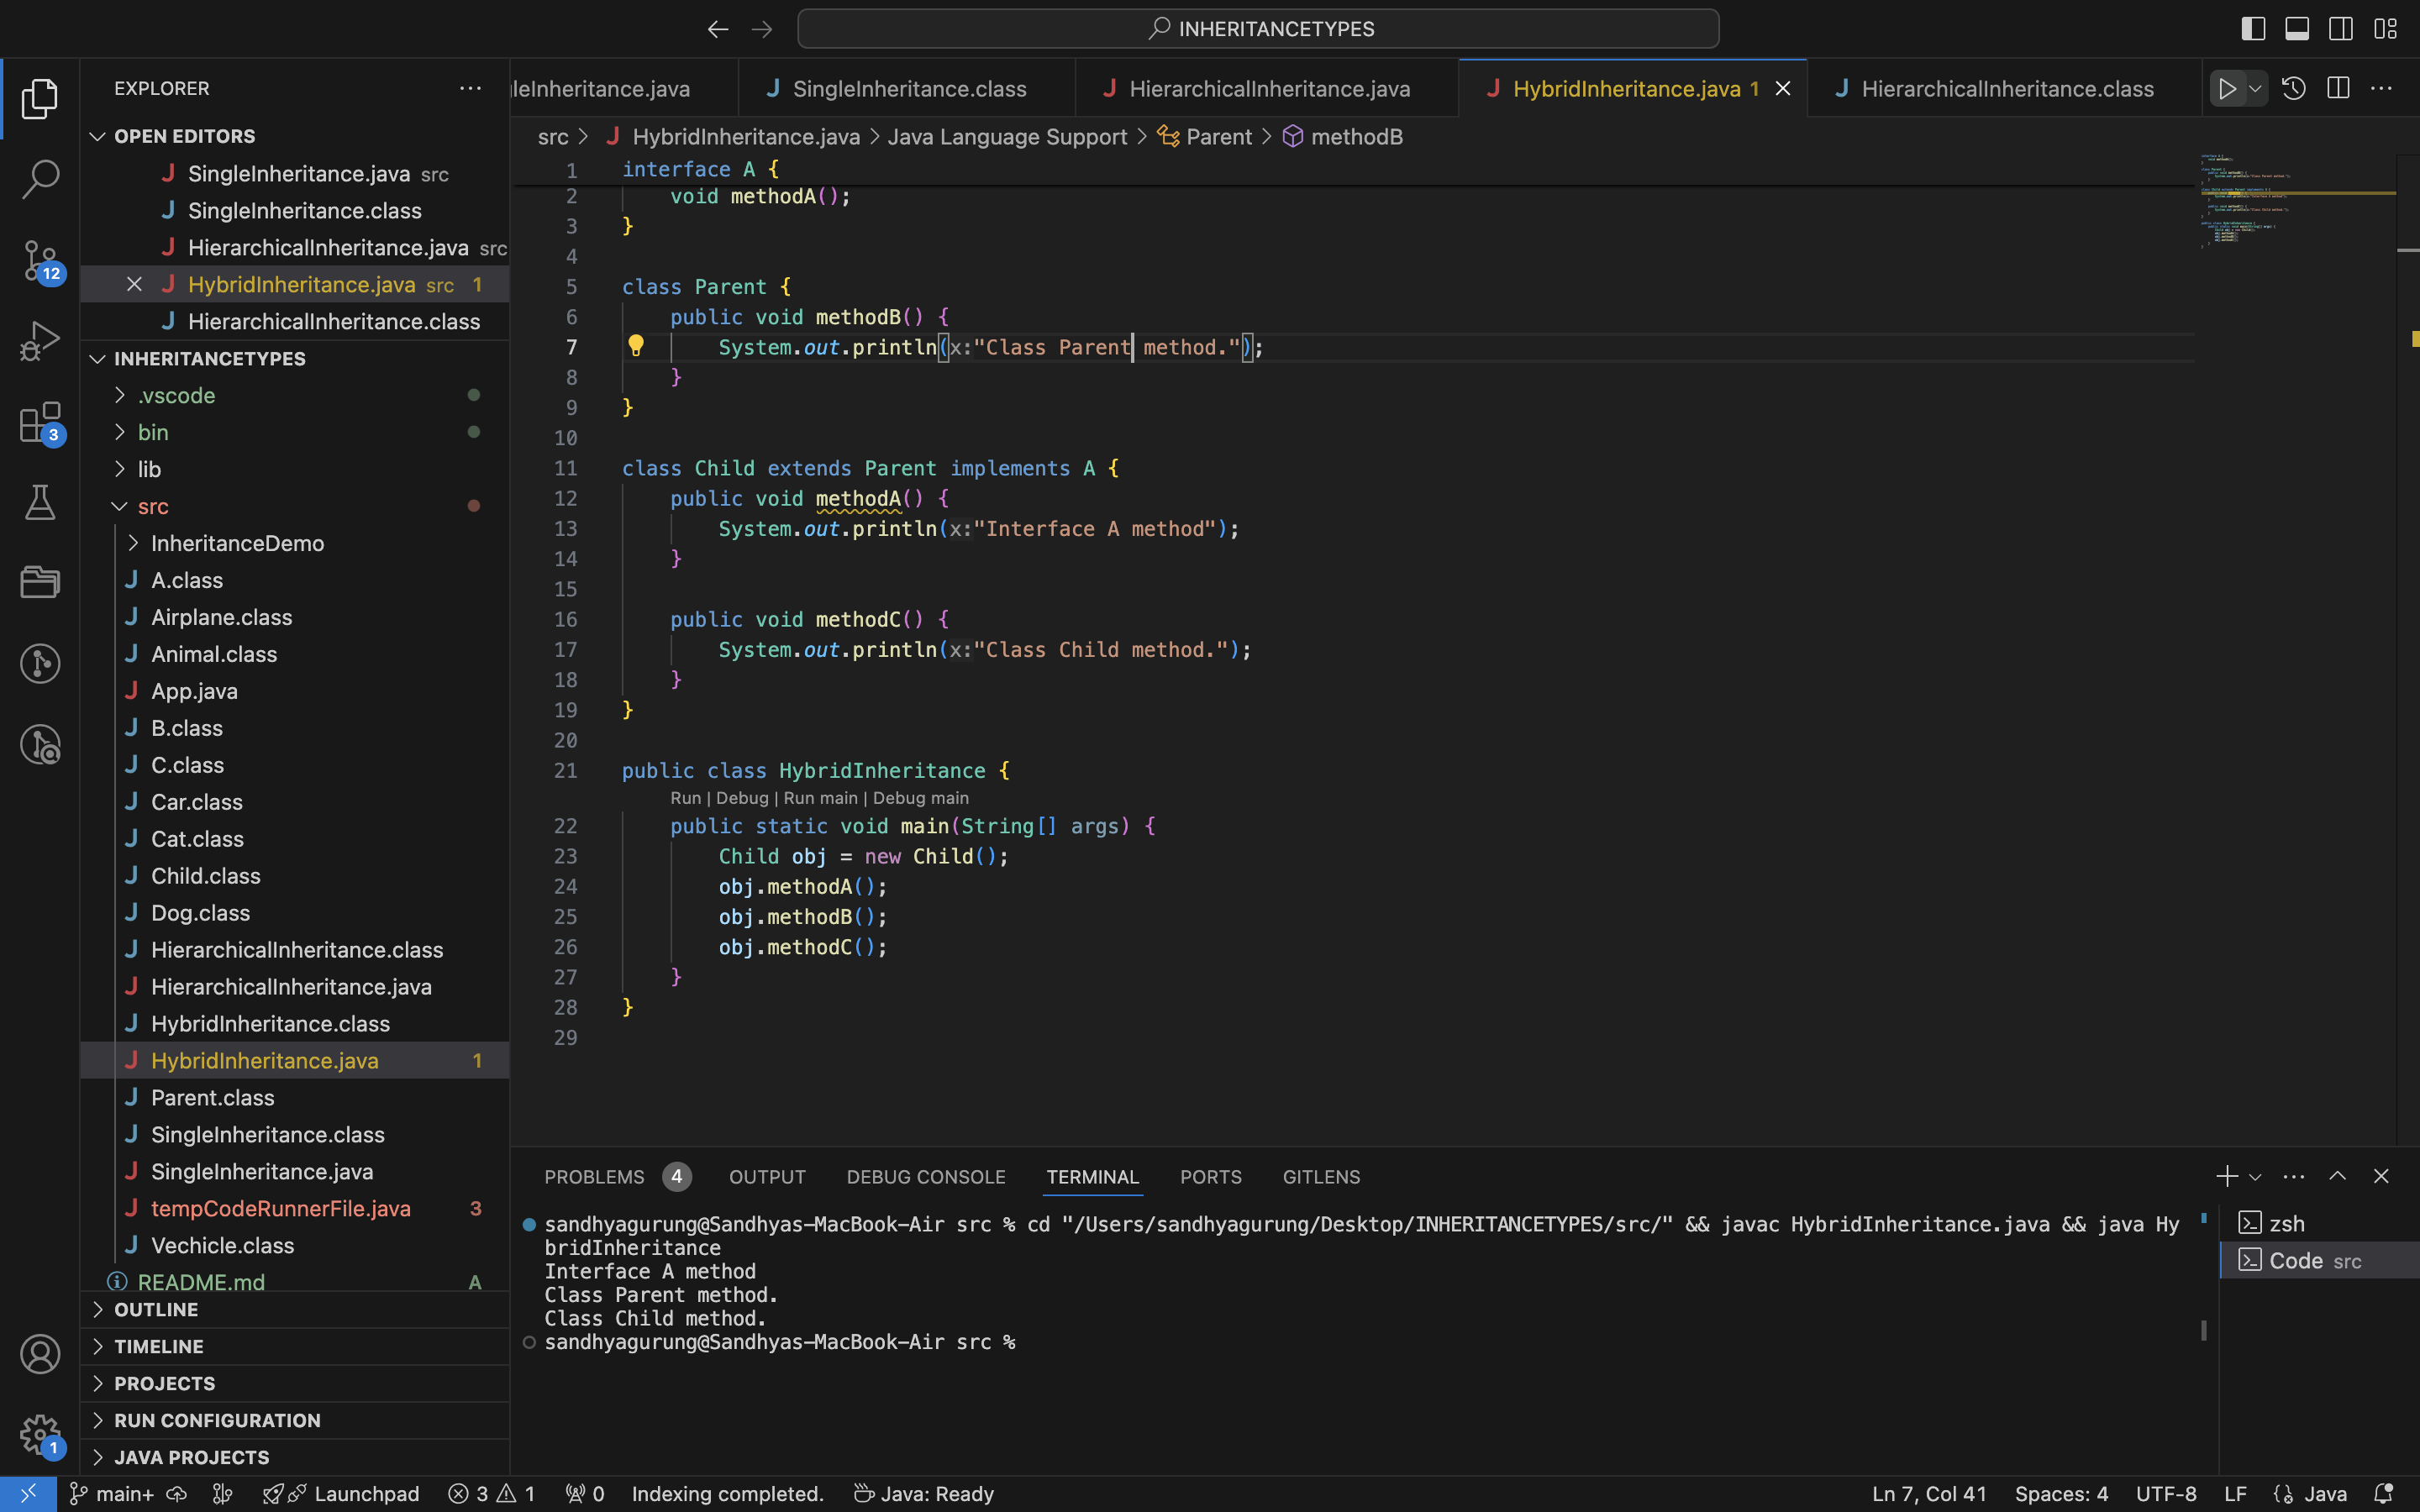 INHERITANCETYPES
EXPLORER
OPEN EDITORS
SingleInheritance.java src
SingleInheritance.class
HierarchicalInheritance.java src
HybridInheritance.java src 1
HierarchicalInheritance.class
INHERITANCETYPES
.vscode
bin
lib
src
InheritanceDemo
A.class
Airplane.class
Animal.class
App.java
B.class
C.class
Car.class
Cat.class
Child.class
Dog.class
HierarchicalInheritance.class
HierarchicalInheritance.java
HybridInheritance.class
HybridInheritance.java 1
Parent.class
SingleInheritance.class
SingleInheritance.java
tempCodeRunnerFile.java 3
Vechicle.class
README.md A
OUTLINE
TIMELINE
PROJECTS
RUN CONFIGURATION
JAVA PROJECTS
12
3
1
leInheritance.java SingleInheritance.class HierarchicalInheritance.java HybridInheritance.java 1 HierarchicalInheritance.class
src > HybridInheritance.java > Java Language Support > Parent > methodB
1 interface A {
2 void methodA();
3 }
4
5 class Parent {
6 public void methodB() {
7 System.out.println(x:"Class Parent method.");
8 }
9 }
10
11 class Child extends Parent implements A {
12 public void methodA() {
13 System.out.println(x:"Interface A method");
14 }
15
16 public void methodC() {
17 System.out.println(x:"Class Child method.");
18 }
19 }
20
21 public class HybridInheritance {
Run | Debug | Run main | Debug main
22 public static void main(String[] args) {
23 Child obj = new Child();
24 obj.methodA();
25 obj.methodB();
26 obj.methodC();
27 }
28 }
29
PROBLEMS 4 OUTPUT DEBUG CONSOLE TERMINAL PORTS GITLENS
sandhyagurung@Sandhyas-MacBook-Air src % cd "/Users/sandhyagurung/Desktop/INHERITANCETYPES/src/" && javac HybridInheritance.java && java Hy
bridInheritance
Interface A method
Class Parent method.
Class Child method.
sandhyagurung@Sandhyas-MacBook-Air src %
zsh
Code src
main+ Launchpad 3 1 0 Indexing completed. Java: Ready Ln 7, Col 41 Spaces: 4 UTF-8 LF Java